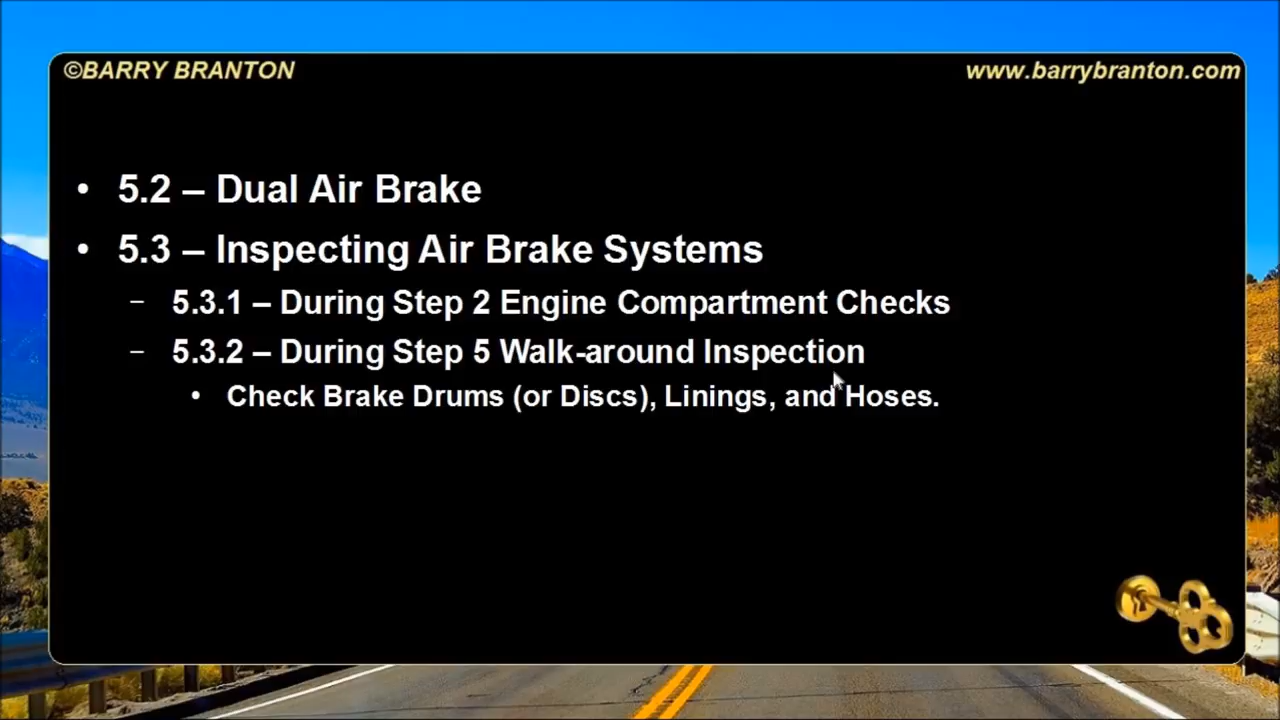 ©BARRY BRANTON
www.barrybranton.com
• 5.2 – Dual Air Brake
• 5.3 – Inspecting Air Brake Systems
– 5.3.1 – During Step 2 Engine Compartment Checks
– 5.3.2 – During Step 5 Walk-around Inspection
• Check Brake Drums (or Discs), Linings, and Hoses.